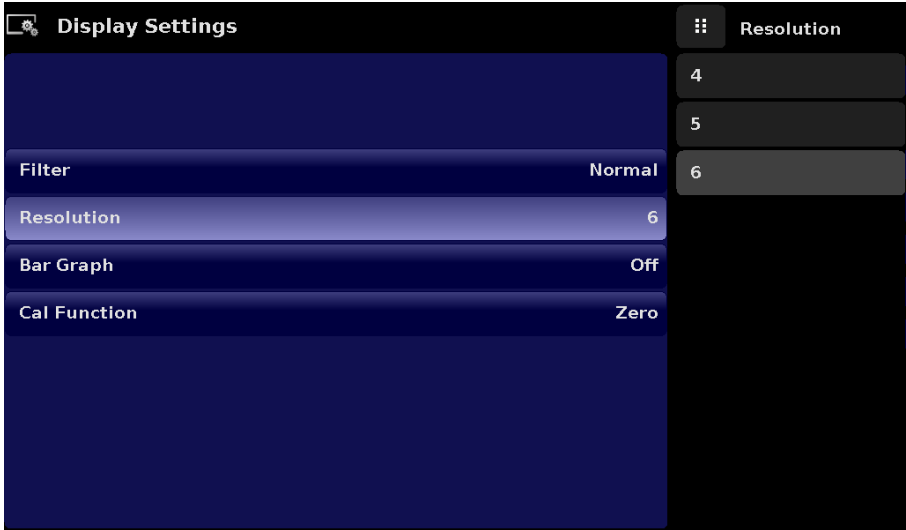 Display Settings
Filter Normal
Resolution 6
Bar Graph Off
Cal Function Zero
Resolution
4
5
6